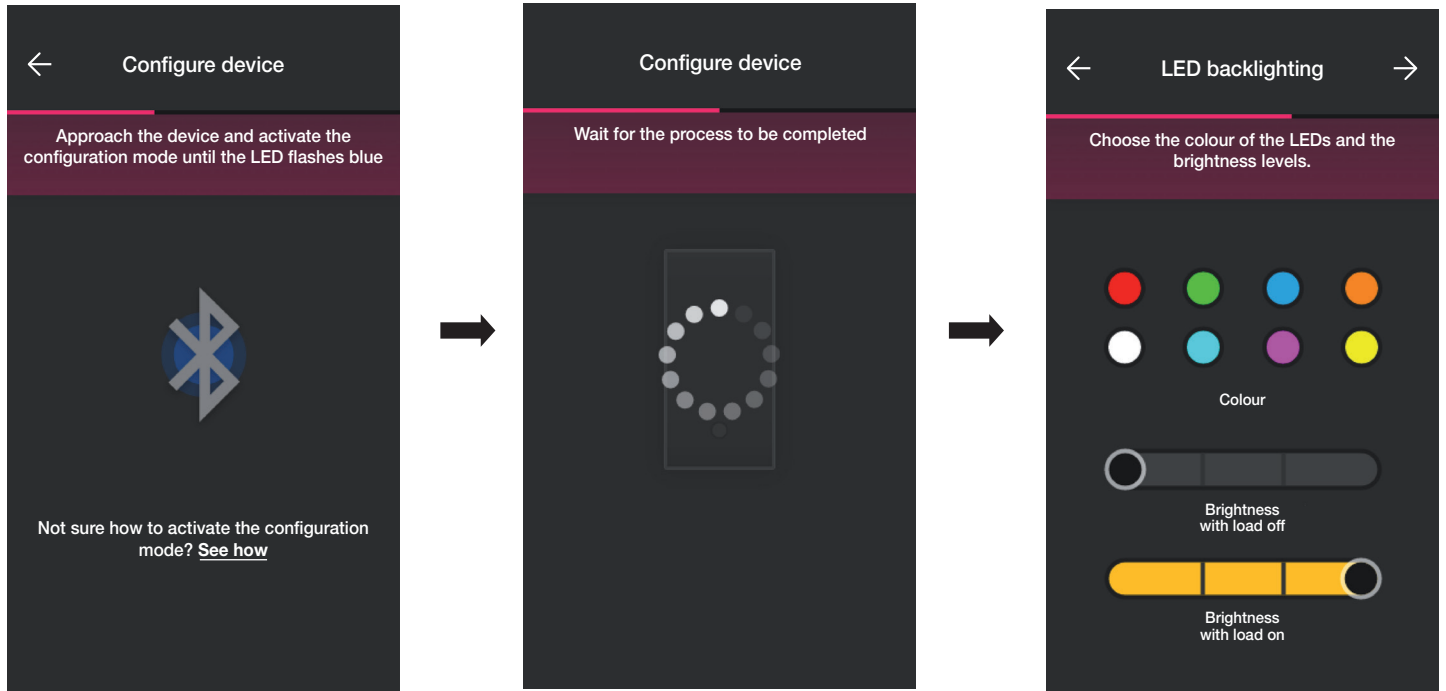 Configure device
Approach the device and activate the
configuration mode until the LED flashes blue
Not sure how to activate the configuration
mode? See how
Configure device
Wait for the process to be completed
LED backlighting
Choose the colour of the LEDs and the
brightness levels.
Colour
Brightness
with load off
Brightness
with load on